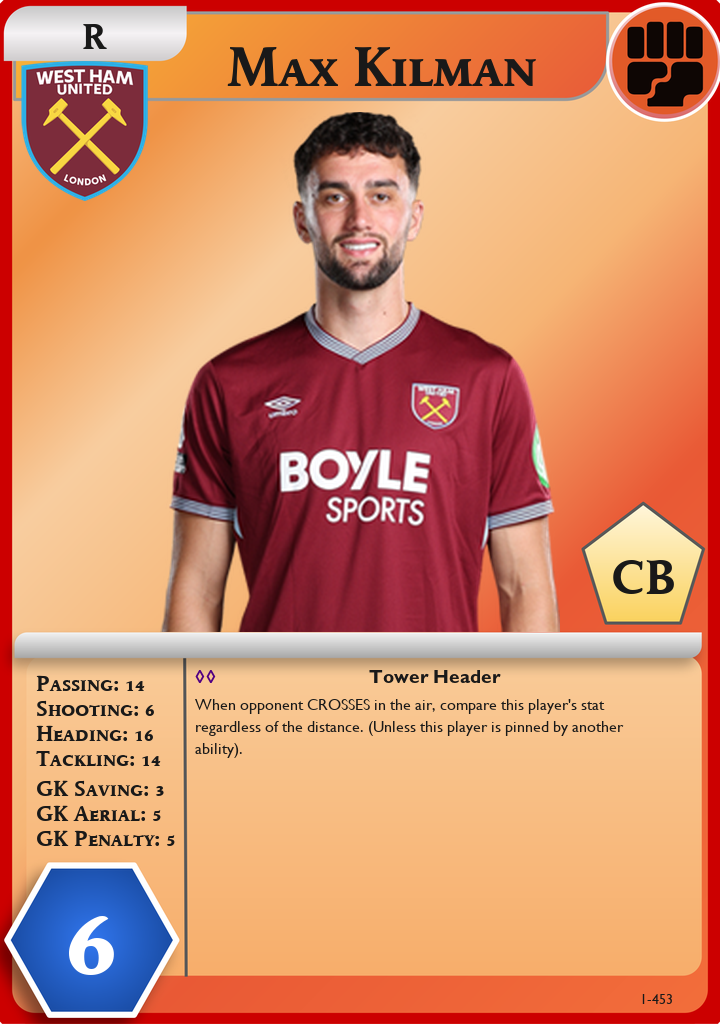 R
Max Kilman
WEST HAM
UNITED
LONDON
umbro
WEST HAM
BOYLE
SPORTS
CB
Passing: 14
Shooting: 6
Heading: 16
Tackling: 14
GK Saving: 3
GK Aerial: 5
GK Penalty: 5
6
◊◊ Tower Header
When opponent CROSSES in the air, compare this player's stat
regardless of the distance. (Unless this player is pinned by another
ability).
1-453